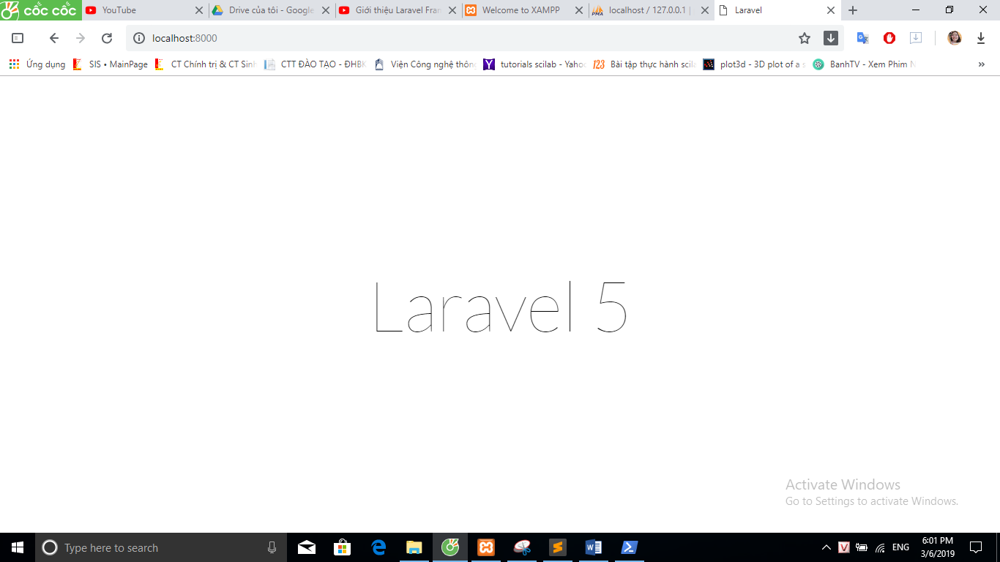 cốc cốc
YouTube
Drive của tôi - Google
Giới thiệu Laravel Fran
Welcome to XAMPP
PMA
localhost / 127.0.0.1 |
Laravel
localhost:8000
Ứng dụng
SIS • MainPage
CT Chính trị & CT Sinh
CTT ĐÀO TẠO - ĐHBK
Viện Công nghệ thông
Y
tutorials scilab - Yahoo
123
Bài tập thực hành scila
plot3d - 3D plot of a s
BanhTV - Xem Phim N
Laravel 5
Activate Windows
Go to Settings to activate Windows.
Type here to search
V
ENG
6:01 PM
3/6/2019